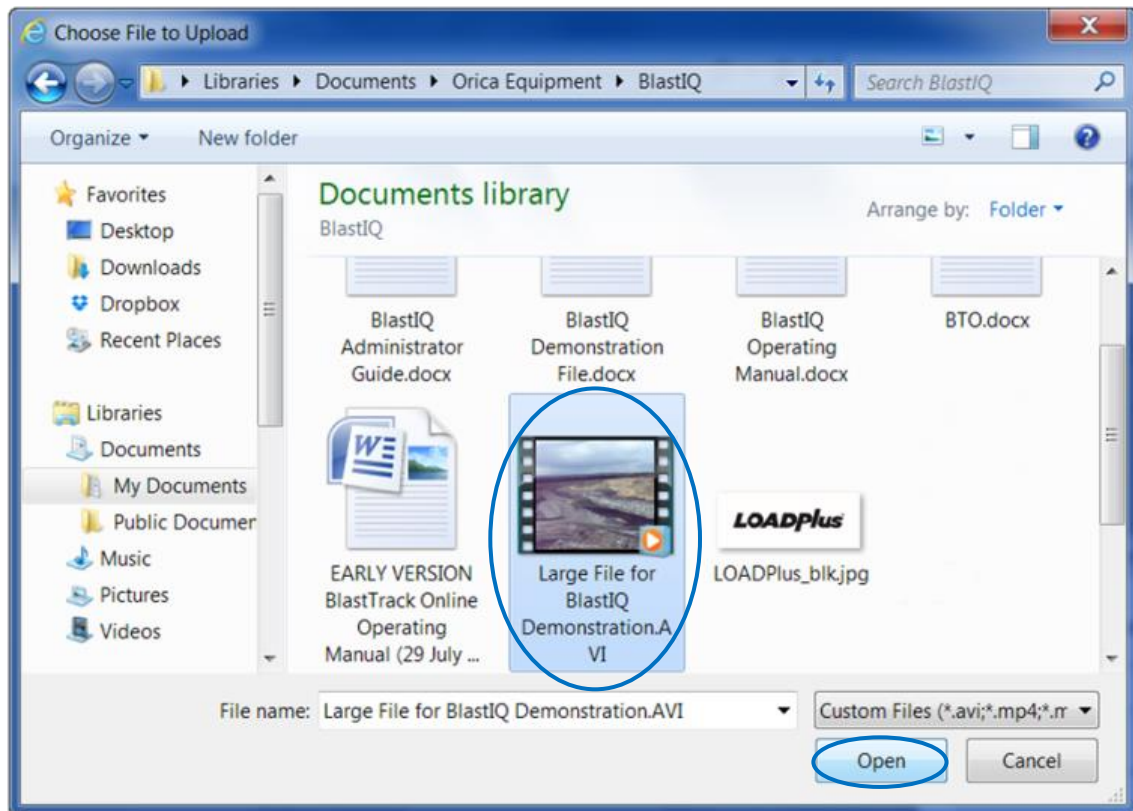 Choose File to Upload
Libraries Documents Orica Equipment BlastIQ
Search BlastIQ
Organize
New folder
Favorites
Desktop
Downloads
Dropbox
Recent Places
Libraries
Documents
My Documents
Public Documen
Music
Pictures
Videos
Documents library
BlastIQ
Arrange by: Folder
BlastIQ
Administrator
Guide.docx
BlastIQ
Demonstration
File.docx
BlastIQ
Operating
Manual.docx
BTO.docx
W
EARLY VERSION
BlastTrack Online
Operating
Manual (29 July ...
Large File for
BlastIQ
Demonstration.A
VI
LOADPlus
LOADPlus_blk.jpg
File name: Large File for BlastIQ Demonstration.AVI
Custom Files (*.avi;*.mp4;*.m
Open
Cancel